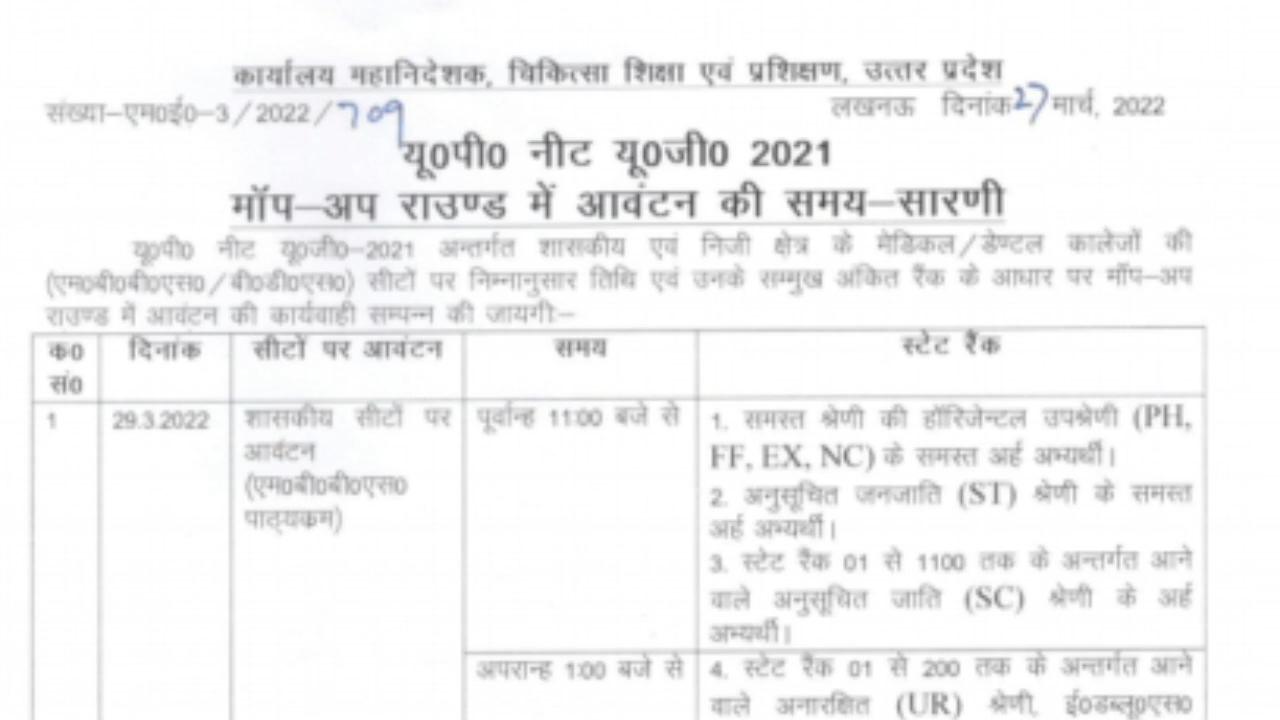 कार्यालय महानिदेशक, चिकित्सा शिक्षा एवं प्रशिक्षण, उत्तर प्रदेश
संख्या–एम0ई0–3/2022/709 लखनऊ दिनांक 27 मार्च, 2022
यू0पी0 नीट यू0जी0 2021
मॉप–अप राउण्ड में आवंटन की समय–सारणी
यू0पी0 नीट यू0जी0–2021 अन्तर्गत शासकीय एवं निजी क्षेत्र के मेडिकल/डेण्टल कालेजों की
(एम0बी0बी0एस0/बी0डी0एस0) सीटों पर निम्नानुसार तिथि एवं उनके सम्मुख अंकित रैंक के आधार पर मॉप–अप
राउण्ड में आवंटन की कार्यवाही सम्पन्न की जायगीः–
क0 सं0 दिनांक सीटों पर आवंटन समय स्टेट रैंक
1 29.3.2022 शासकीय सीटों पर
आवंटन
(एम0बी0बी0एस0
पाठ्यकम)
पूर्वान्ह 11:00 बजे से
1. समस्त श्रेणी की हॉरिजेन्टल उपश्रेणी (PH,
FF, EX, NC) के समस्त अर्ह अभ्यर्थी।
2. अनुसूचित जनजाति (ST) श्रेणी के समस्त
अर्ह अभ्यर्थी।
3. स्टेट रैंक 01 से 1100 तक के अन्तर्गत आने
वाले अनुसूचित जाति (SC) श्रेणी के अर्ह
अभ्यर्थी।
अपरान्ह 1:00 बजे से
4. स्टेट रैंक 01 से 200 तक के अन्तर्गत आने
वाले अनारक्षित (UR) श्रेणी, ई0डब्लू0एस0